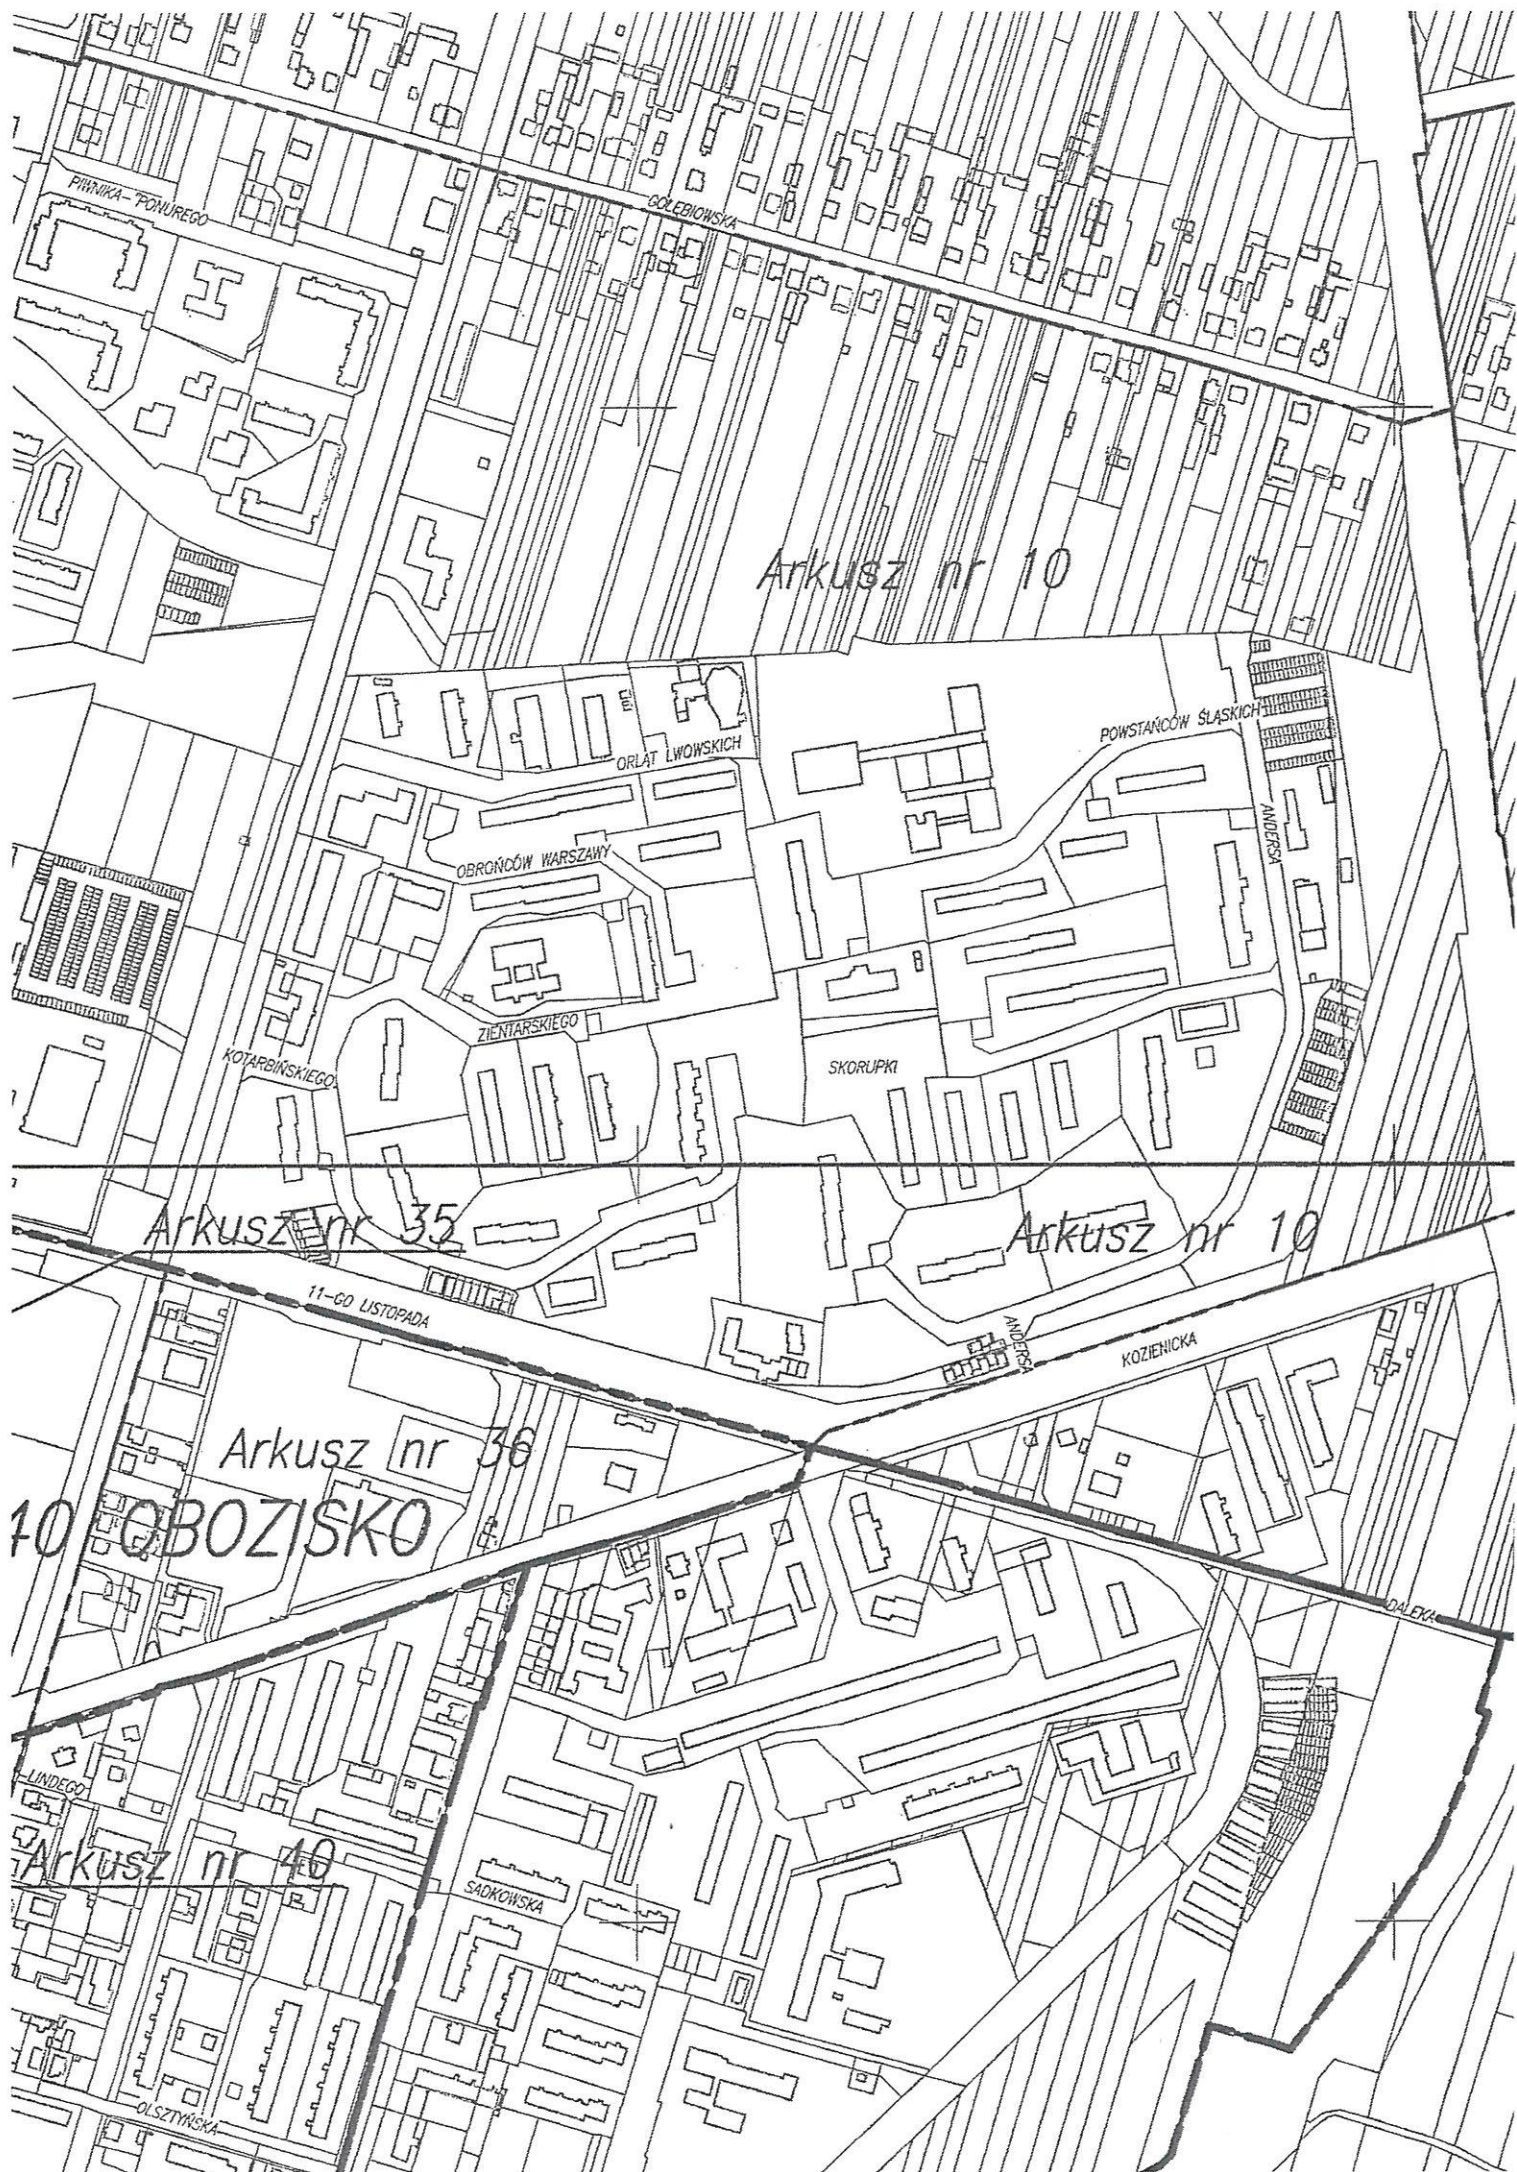 PIWNIKA-"PONUREGO
GOŁĘBIOWSKA
Arkusz nr 10
POWSTAŃCÓW ŚLĄSKICH
ORLĄT LWOWSKICH
ANDERSA
OBROŃCÓW WARSZAWY
ZIENTARSKIEGO
KOTARBIŃSKIEGO
SKORUPKI
Arkusz nr 35
Arkusz nr 10
11-GO LISTOPADA
ANDERSA
KOZIENICKA
Arkusz nr 36
40 OBOZISKO
DALEKA
LINDEGO
Arkusz nr 40
SADKOWSKA
OLSZTYŃSKA